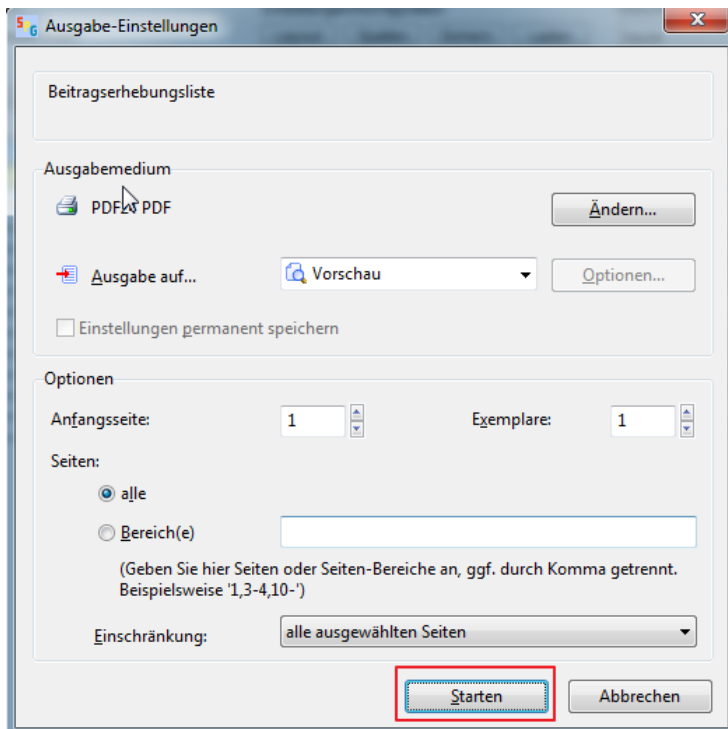 S P G Ausgabe-Einstellungen
Beitragserhebungsliste
Ausgabemedium
PDF PDF
Ändern...
Ausgabe auf...
Vorschau
Optionen...
Einstellungen permanent speichern
Optionen
Anfangsseite:
1
Exemplare:
1
Seiten:
alle
Bereich(e)
(Geben Sie hier Seiten oder Seiten-Bereiche an, ggf. durch Komma getrennt.
Beispielsweise '1,3-4,10-')
Einschränkung:
alle ausgewählten Seiten
Starten
Abbrechen